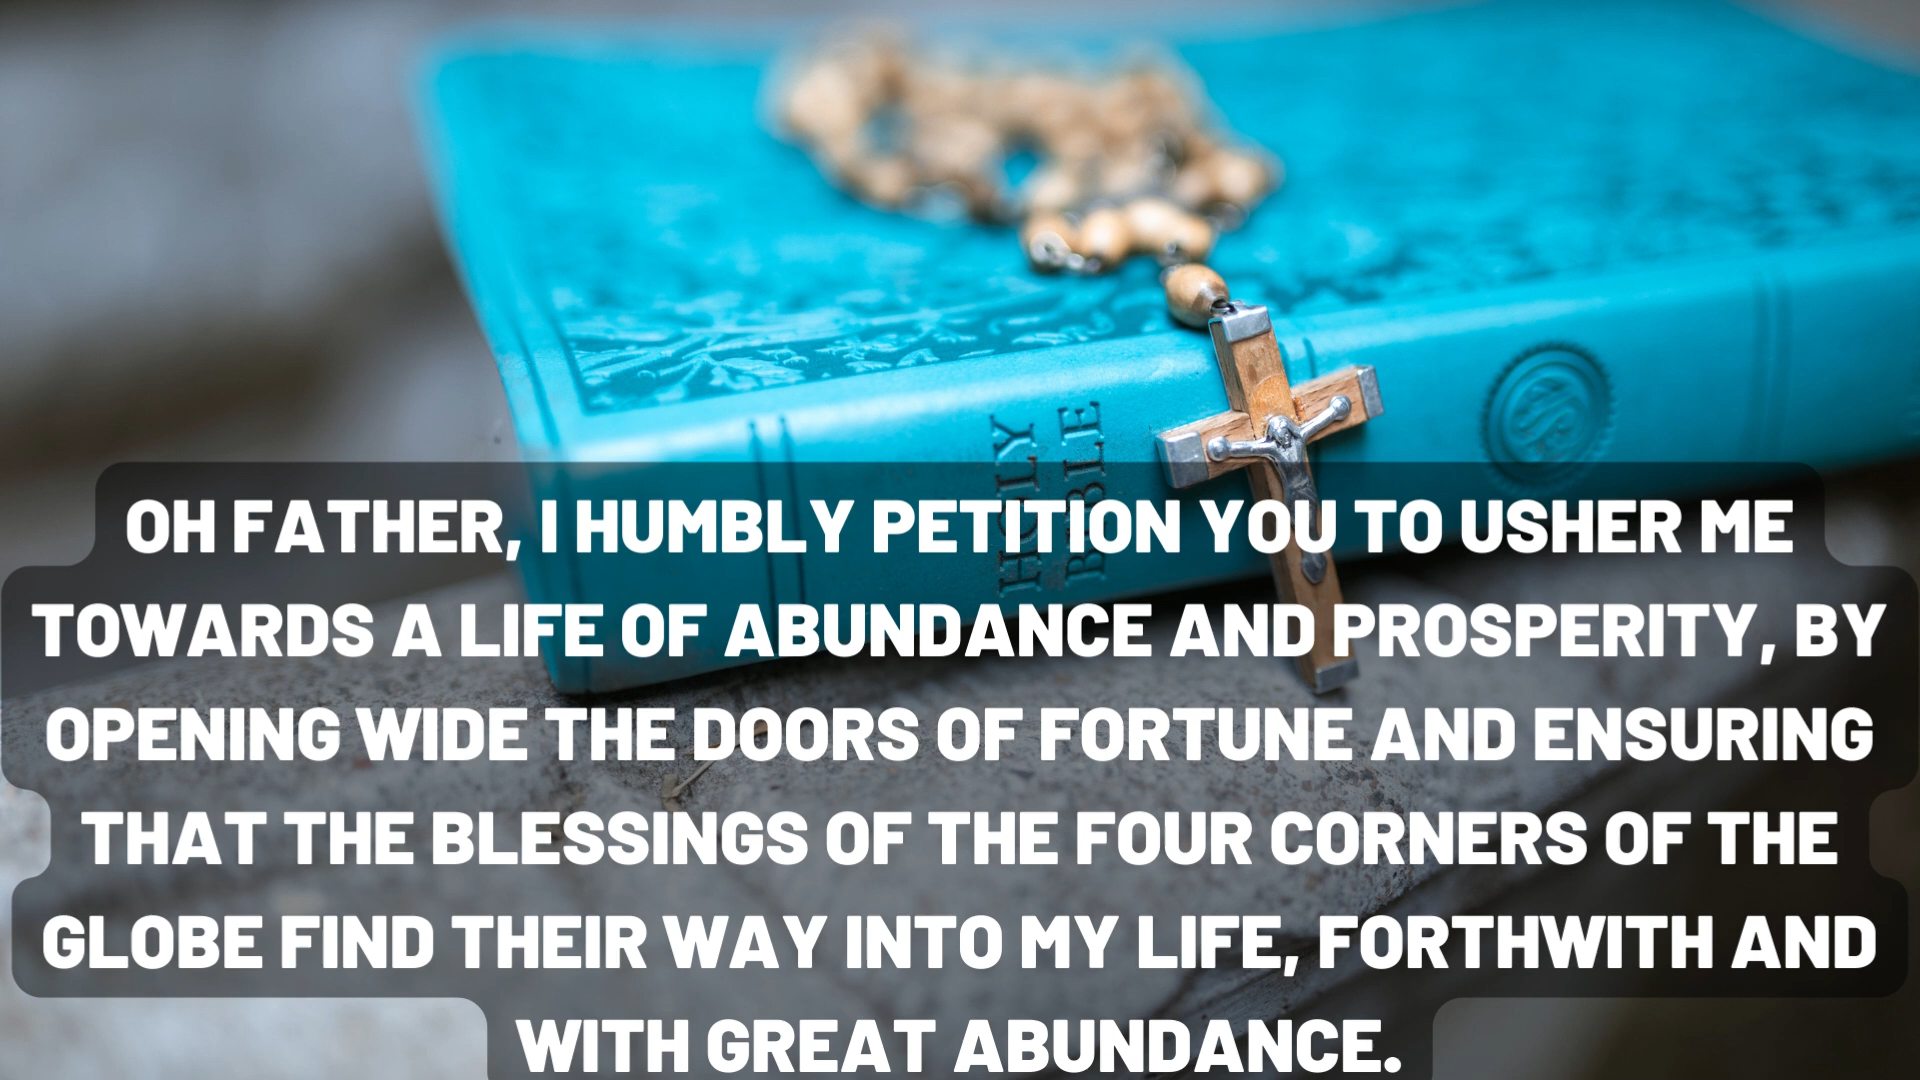 HOLY
BIBLE
OH FATHER, I HUMBLY PETITION YOU TO USHER ME
TOWARDS A LIFE OF ABUNDANCE AND PROSPERITY, BY
OPENING WIDE THE DOORS OF FORTUNE AND ENSURING
THAT THE BLESSINGS OF THE FOUR CORNERS OF THE
GLOBE FIND THEIR WAY INTO MY LIFE, FORTHWITH AND
WITH GREAT ABUNDANCE.